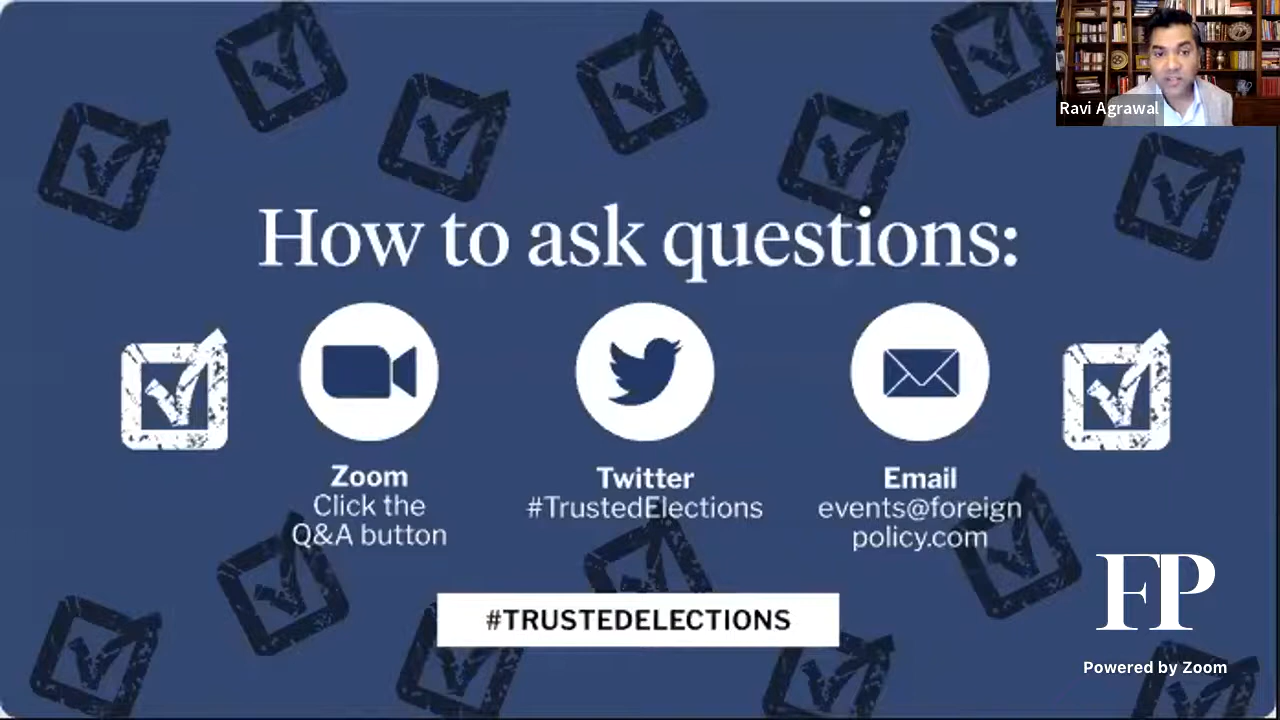 Ravi Agrawal
How to ask questions:
Zoom
Click the
Q&A button
Twitter
#TrustedElections
Email
events@foreign
policy.com
#TRUSTEDELECTIONS
FP
Powered by Zoom